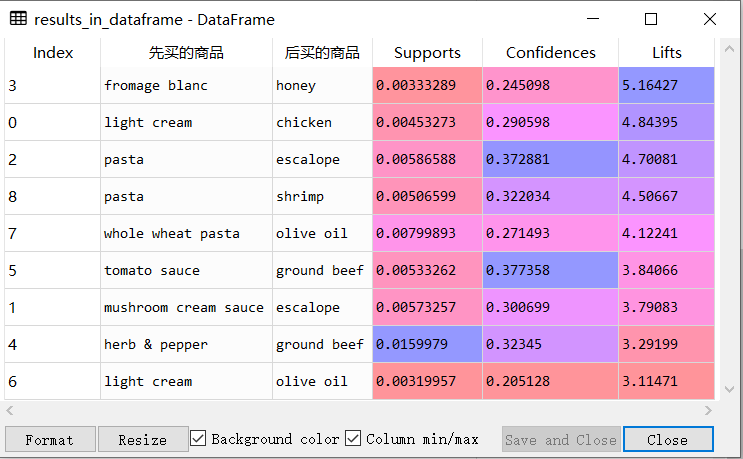 results_in_dataframe - DataFrame
Index 先买的商品 后买的商品 Supports Confidences Lifts
3 fromage blanc honey 0.00333289 0.245098 5.16427
0 light cream chicken 0.00453273 0.290598 4.84395
2 pasta escalope 0.00586588 0.372881 4.70081
8 pasta shrimp 0.00506599 0.322034 4.50667
7 whole wheat pasta olive oil 0.00799893 0.271493 4.12241
5 tomato sauce ground beef 0.00533262 0.377358 3.84066
1 mushroom cream sauce escalope 0.00573257 0.300699 3.79083
4 herb & pepper ground beef 0.0159979 0.32345 3.29199
6 light cream olive oil 0.00319957 0.205128 3.11471
Format Resize Background color Column min/max Save and Close Close